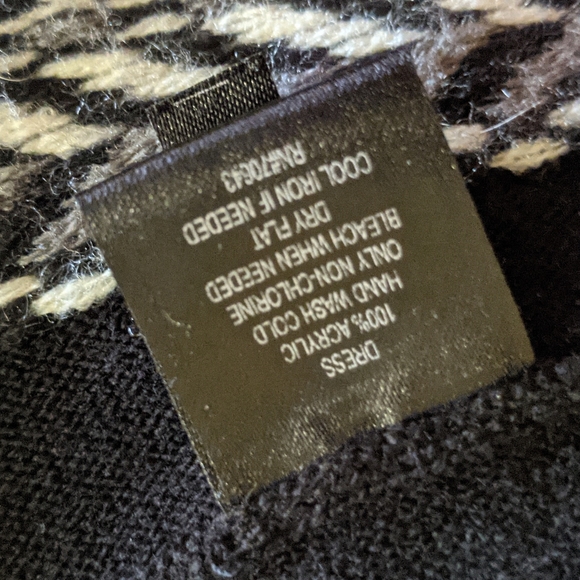 DRESS
100% ACRYLIC
HAND WASH COLD
ONLY NON-CHLORINE
BLEACH WHEN NEEDED
DRY FLAT
COOL IRON IF NEEDED
RN#70643